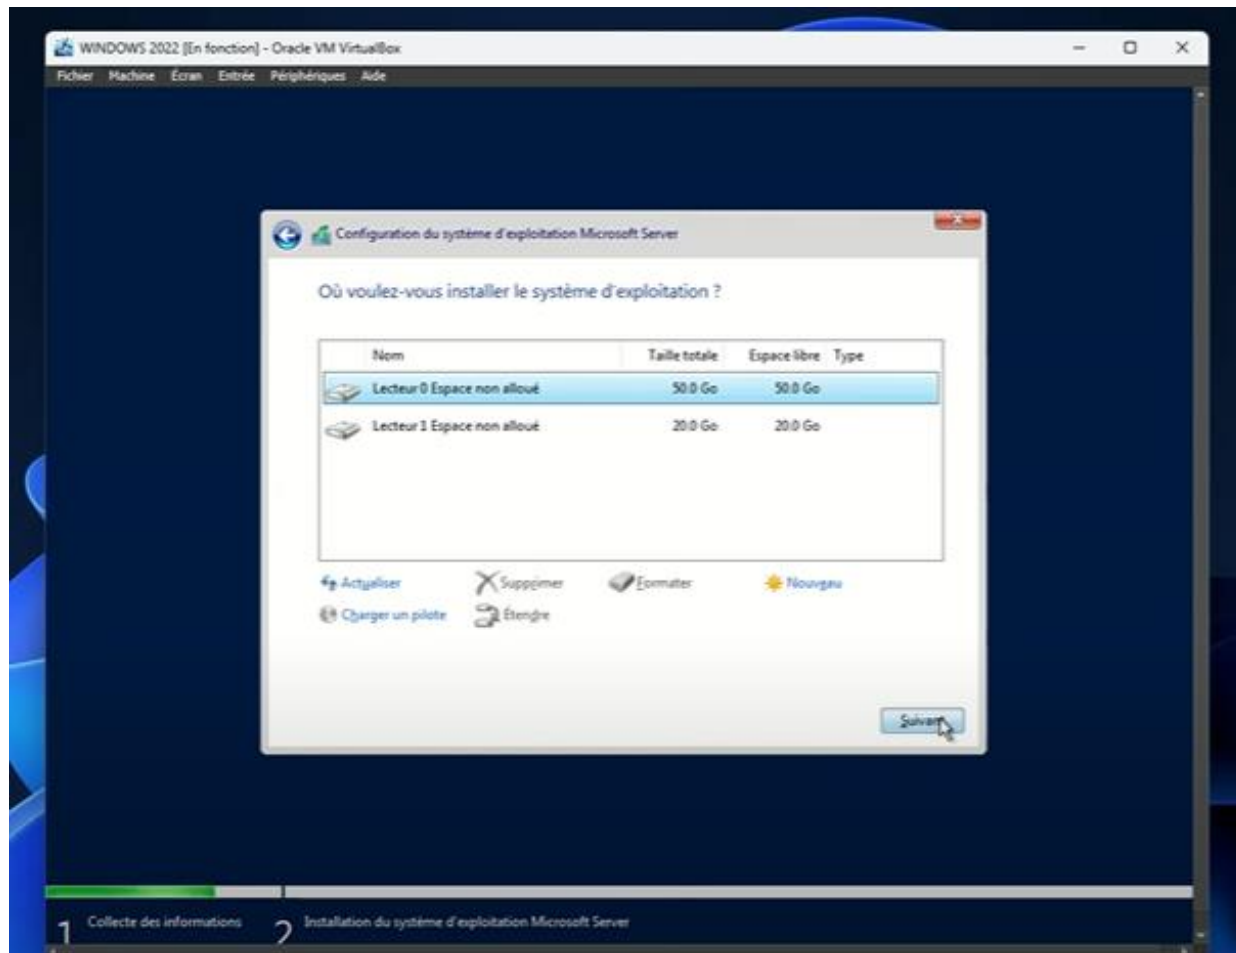 WINDOWS 2022 [En fonction] - Oracle VM VirtualBox
Fichier Machine Écran Entrée Périphériques Aide
Configuration du système d'exploitation Microsoft Server
Où voulez-vous installer le système d'exploitation ?
Nom Taille totale Espace libre Type
Lecteur 0 Espace non alloué 50.0 Go 50.0 Go
Lecteur 1 Espace non alloué 20.0 Go 20.0 Go
Actualiser Supprimer Formater Nouveau
Charger un pilote Étendre
Suivant
1 Collecte des informations 2 Installation du système d'exploitation Microsoft Server